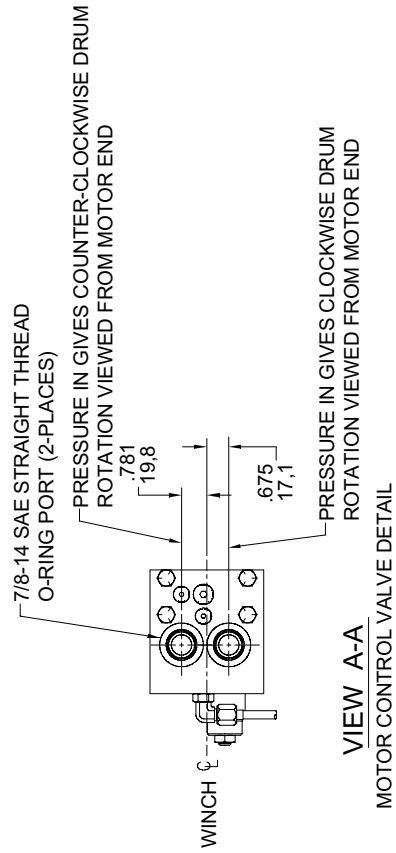 7/8-14 SAE STRAIGHT THREAD
O-RING PORT (2-PLACES)
PRESSURE IN GIVES COUNTER-CLOCKWISE DRUM
ROTATION VIEWED FROM MOTOR END
.781
19,8
.675
17,1
PRESSURE IN GIVES CLOCKWISE DRUM
ROTATION VIEWED FROM MOTOR END
WINCH ℄
VIEW A-A
MOTOR CONTROL VALVE DETAIL